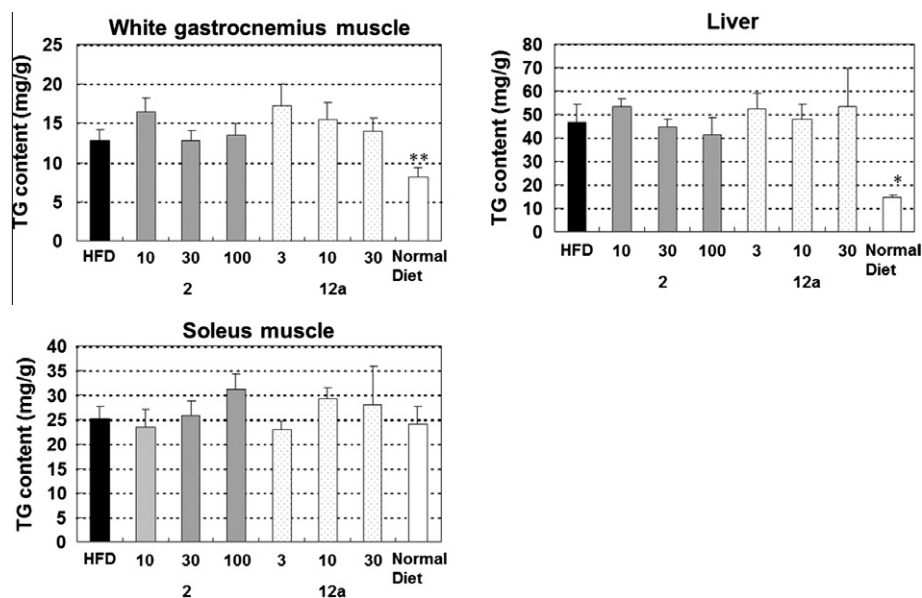 White gastrocnemius muscle
TG content (mg/g)
25
20
15
10
5
0
**
HFD 10 30 100 3 10 30 Normal Diet
2 12a
Liver
TG content (mg/g)
80
70
60
50
40
30
20
10
0
*
HFD 10 30 100 3 10 30 Normal Diet
2 12a
Soleus muscle
TG content (mg/g)
40
35
30
25
20
15
10
5
0
HFD 10 30 100 3 10 30 Normal Diet
2 12a